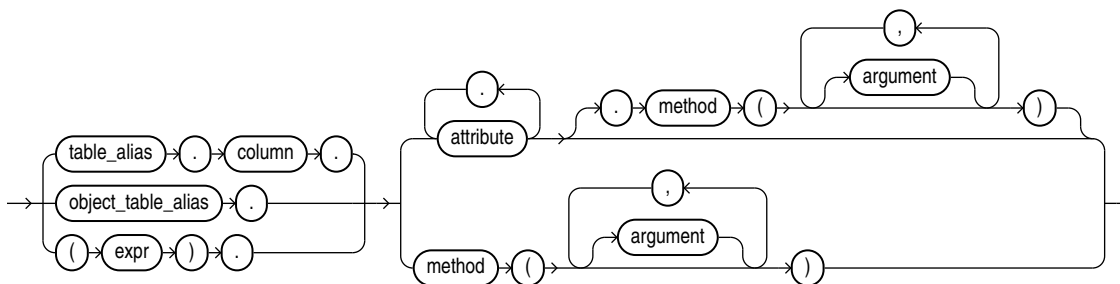 ,
argument
.
. method ( )
attribute
table_alias . column .
,
object_table_alias .
argument
( expr ) .
method ( )